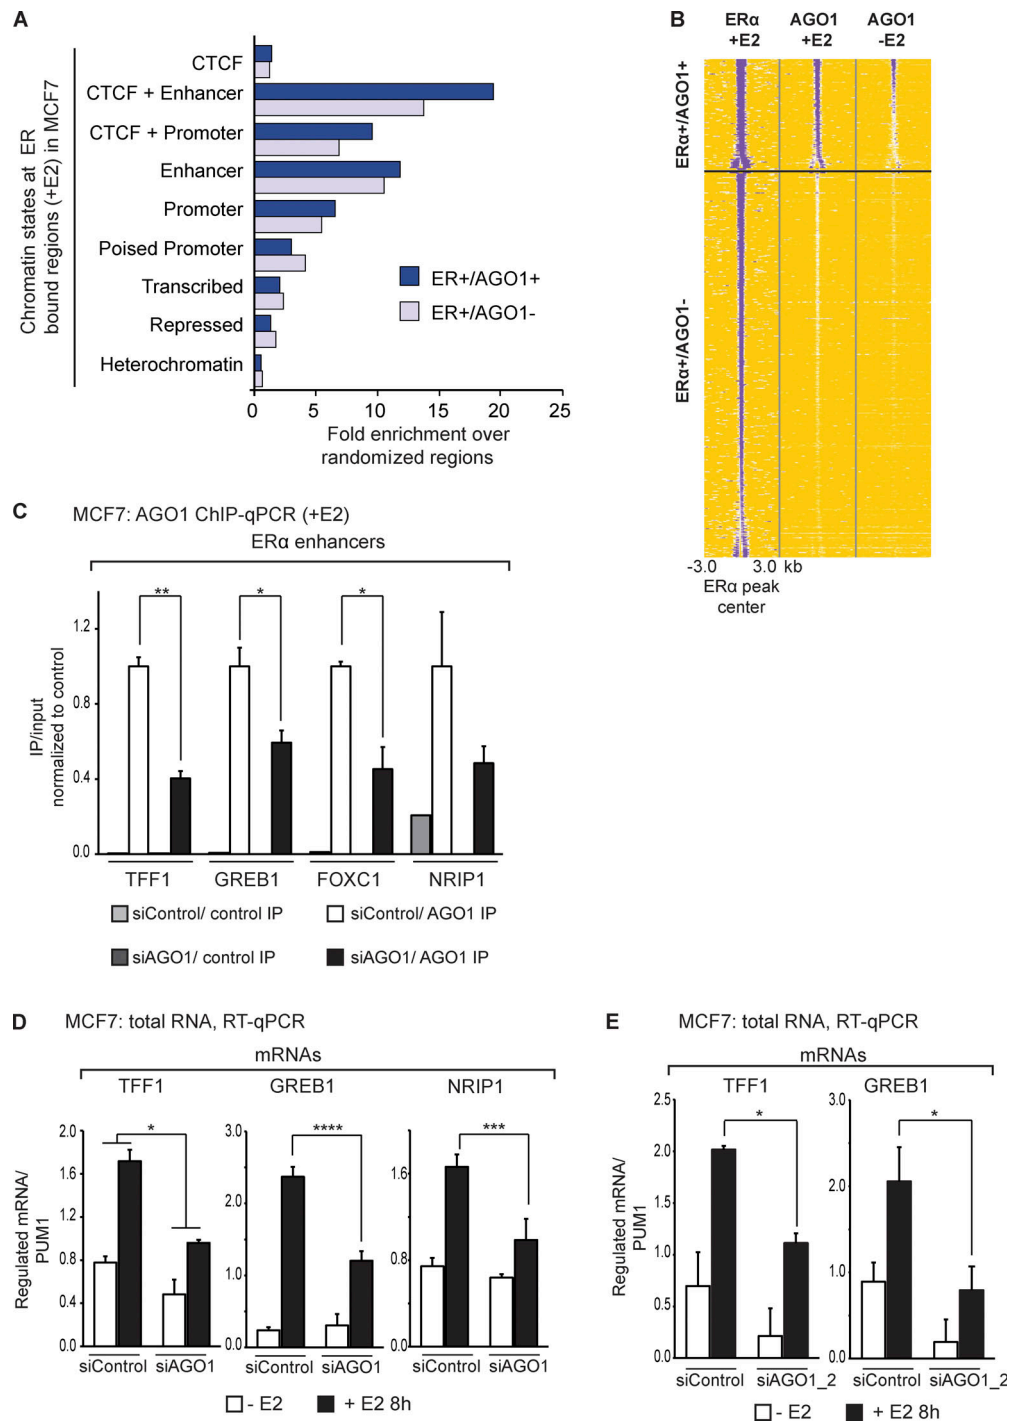 A
Chromatin states at ER
bound regions (+E2) in MCF7
CTCF
CTCF + Enhancer
CTCF + Promoter
Enhancer
Promoter
Poised Promoter
Transcribed
Repressed
Heterochromatin
ER+/AGO1+
ER+/AGO1-
0 5 10 15 20 25
Fold enrichment over
randomized regions
B
ERα AGO1 AGO1
+E2 +E2 -E2
ERα+/AGO1+
ERα+/AGO1-
-3.0 3.0 kb
ERα peak
center
C MCF7: AGO1 ChIP-qPCR (+E2)
ERα enhancers
** * *
IP/input
normalized to control
1.2
0.8
0.4
0.0
TFF1 GREB1 FOXC1 NRIP1
siControl/ control IP siControl/ AGO1 IP
siAGO1/ control IP siAGO1/ AGO1 IP
D MCF7: total RNA, RT-qPCR
mRNAs
TFF1 GREB1 NRIP1
Regulated mRNA/
PUM1
2.0
1.6
1.2
0.8
0.4
0.0
*
3.0
2.0
1.0
0.0
****
2.0
1.6
1.2
0.8
0.0
***
siControl siAGO1 siControl siAGO1 siControl siAGO1
- E2 + E2 8h
E MCF7: total RNA, RT-qPCR
mRNAs
TFF1 GREB1
Regulated mRNA/
PUM1
2.5
2.0
1.5
1.0
0.5
0.0
*
3.0
2.0
1.0
0.0
*
siControl siAGO1_2 siControl siAGO1_2
- E2 + E2 8h